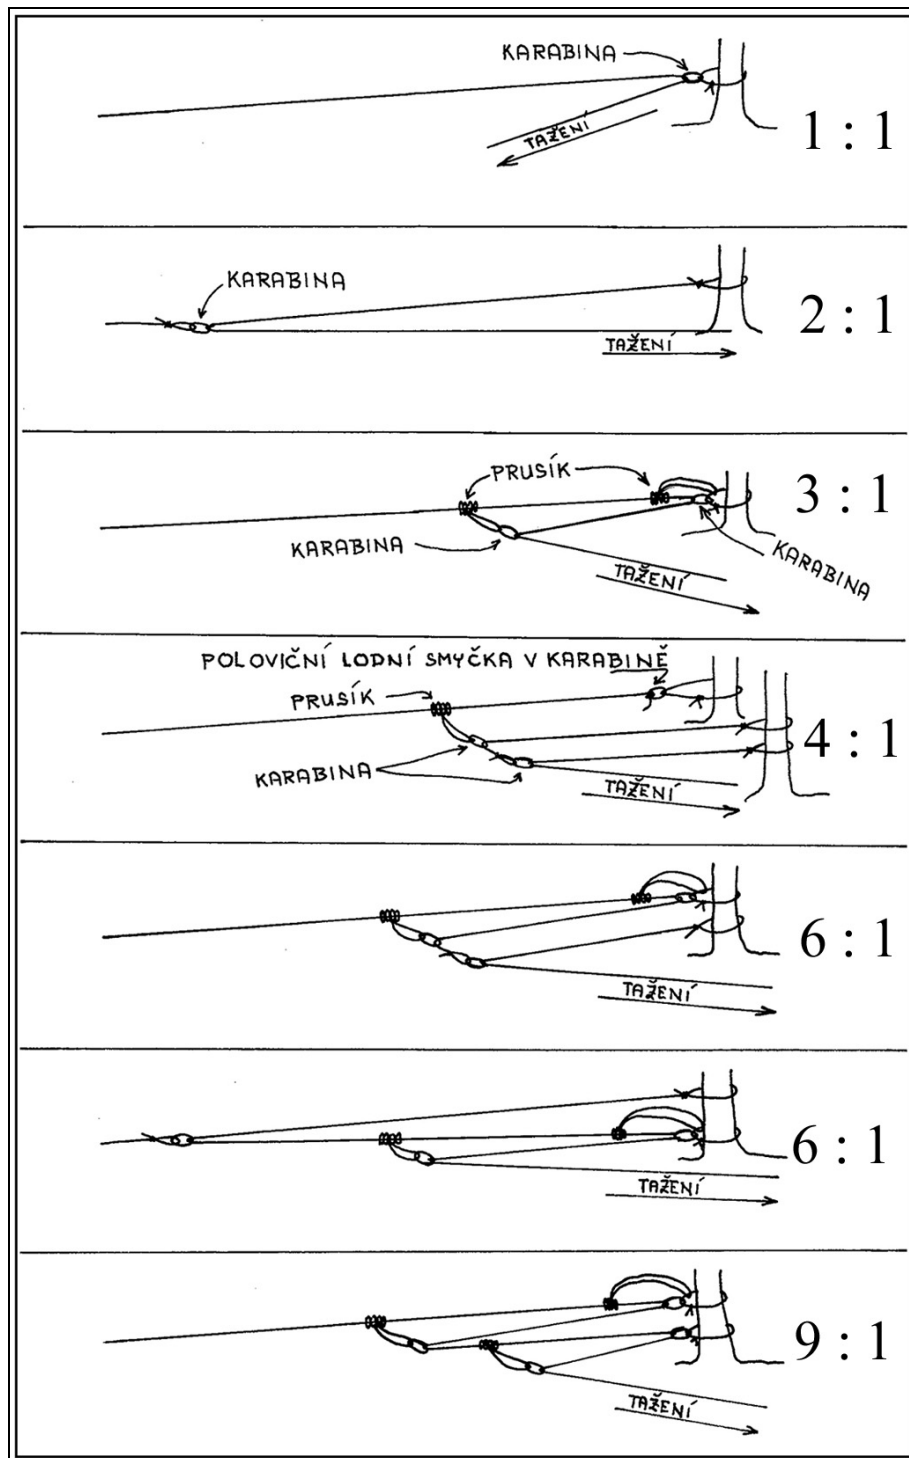 KARABINA
TAŽENÍ
1 : 1
KARABINA
TAŽENÍ
2 : 1
PRUSÍK
KARABINA
KARABINA
TAŽENÍ
3 : 1
POLOVIČNÍ LODNÍ SMYČKA V KARABINĚ
PRUSÍK
KARABINA
TAŽENÍ
4 : 1
TAŽENÍ
6 : 1
TAŽENÍ
6 : 1
TAŽENÍ
9 : 1